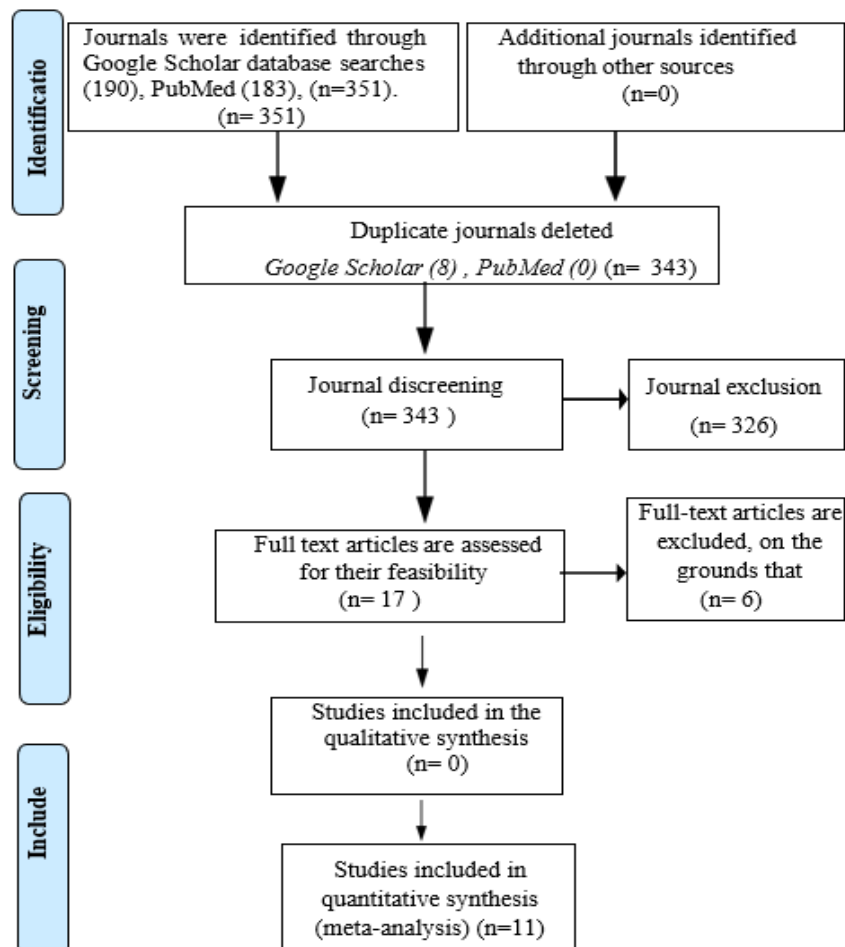 Identificatio
Journals were identified through
Google Scholar database searches
(190), PubMed (183), (n=351).
(n= 351)
Additional journals identified
through other sources
(n=0)
Duplicate journals deleted
Google Scholar (8) , PubMed (0) (n= 343)
Screening
Journal discreening
(n= 343 )
Journal exclusion
(n= 326)
Eligibility
Full text articles are assessed
for their feasibility
(n= 17 )
Full-text articles are
excluded, on the
grounds that
(n= 6)
Studies included in the
qualitative synthesis
(n= 0)
Include
Studies included in
quantitative synthesis
(meta-analysis) (n=11)